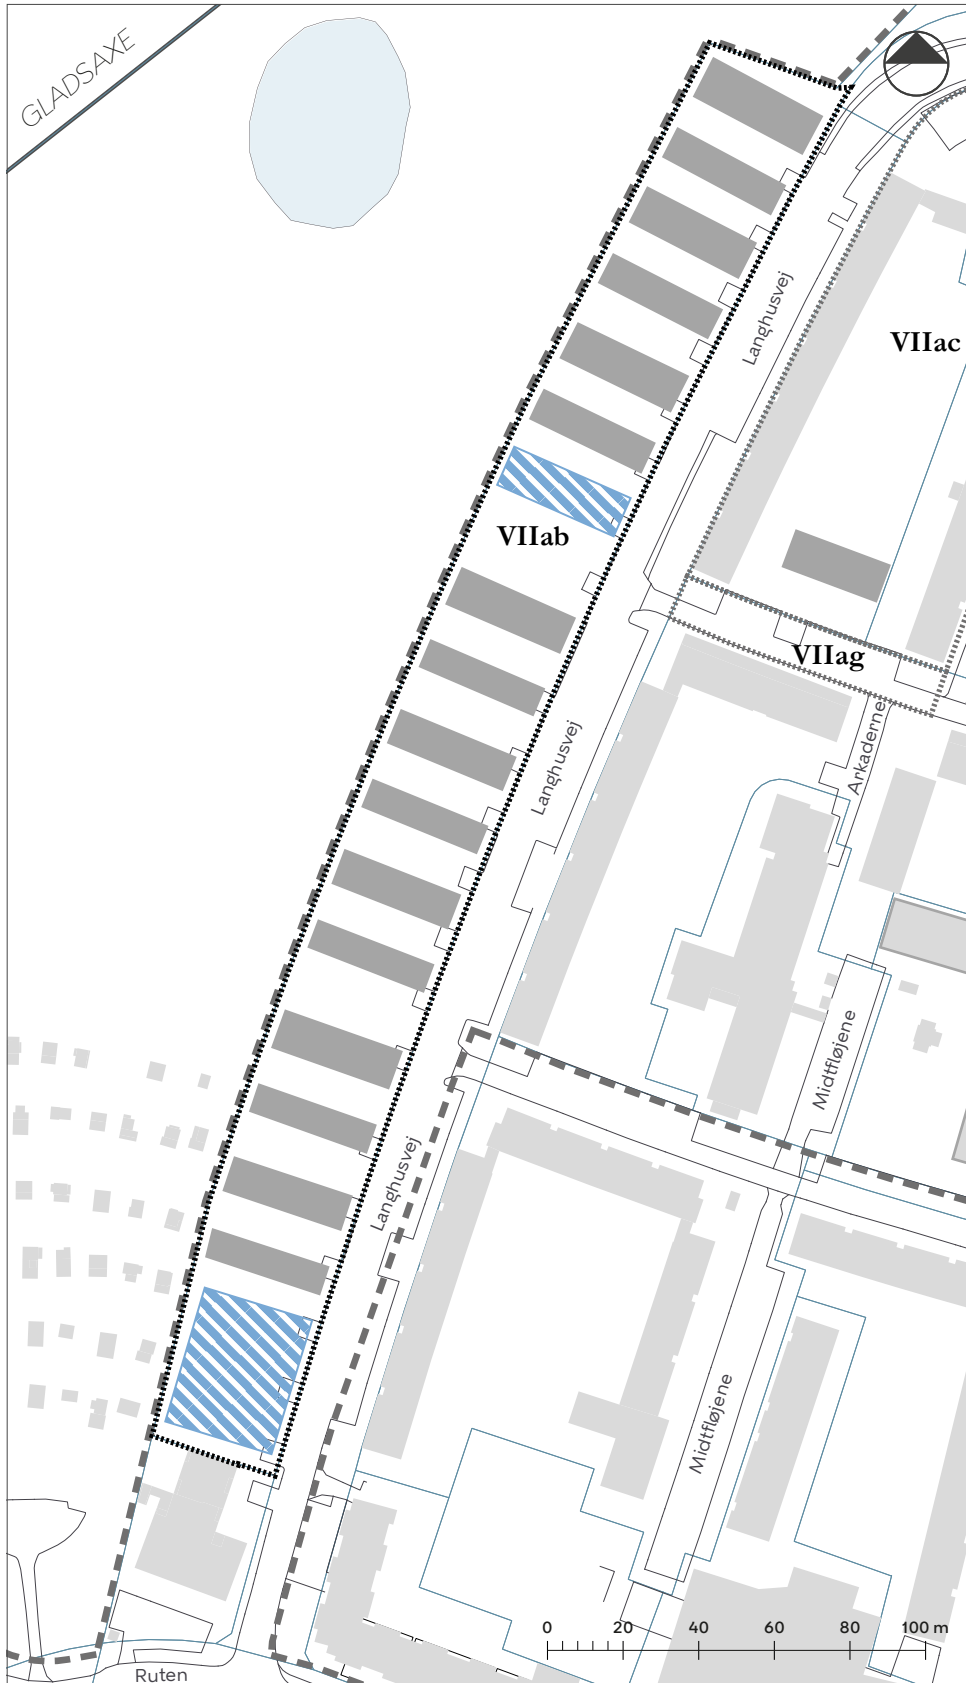 GLADSAXE
Langhusvej
VIIac
VIIab
VIIag
Arkaderne
Langhusvej
Midtfløjene
Langhusvej
Midtfløjene
0 20 40 60 80 100 m
Ruten